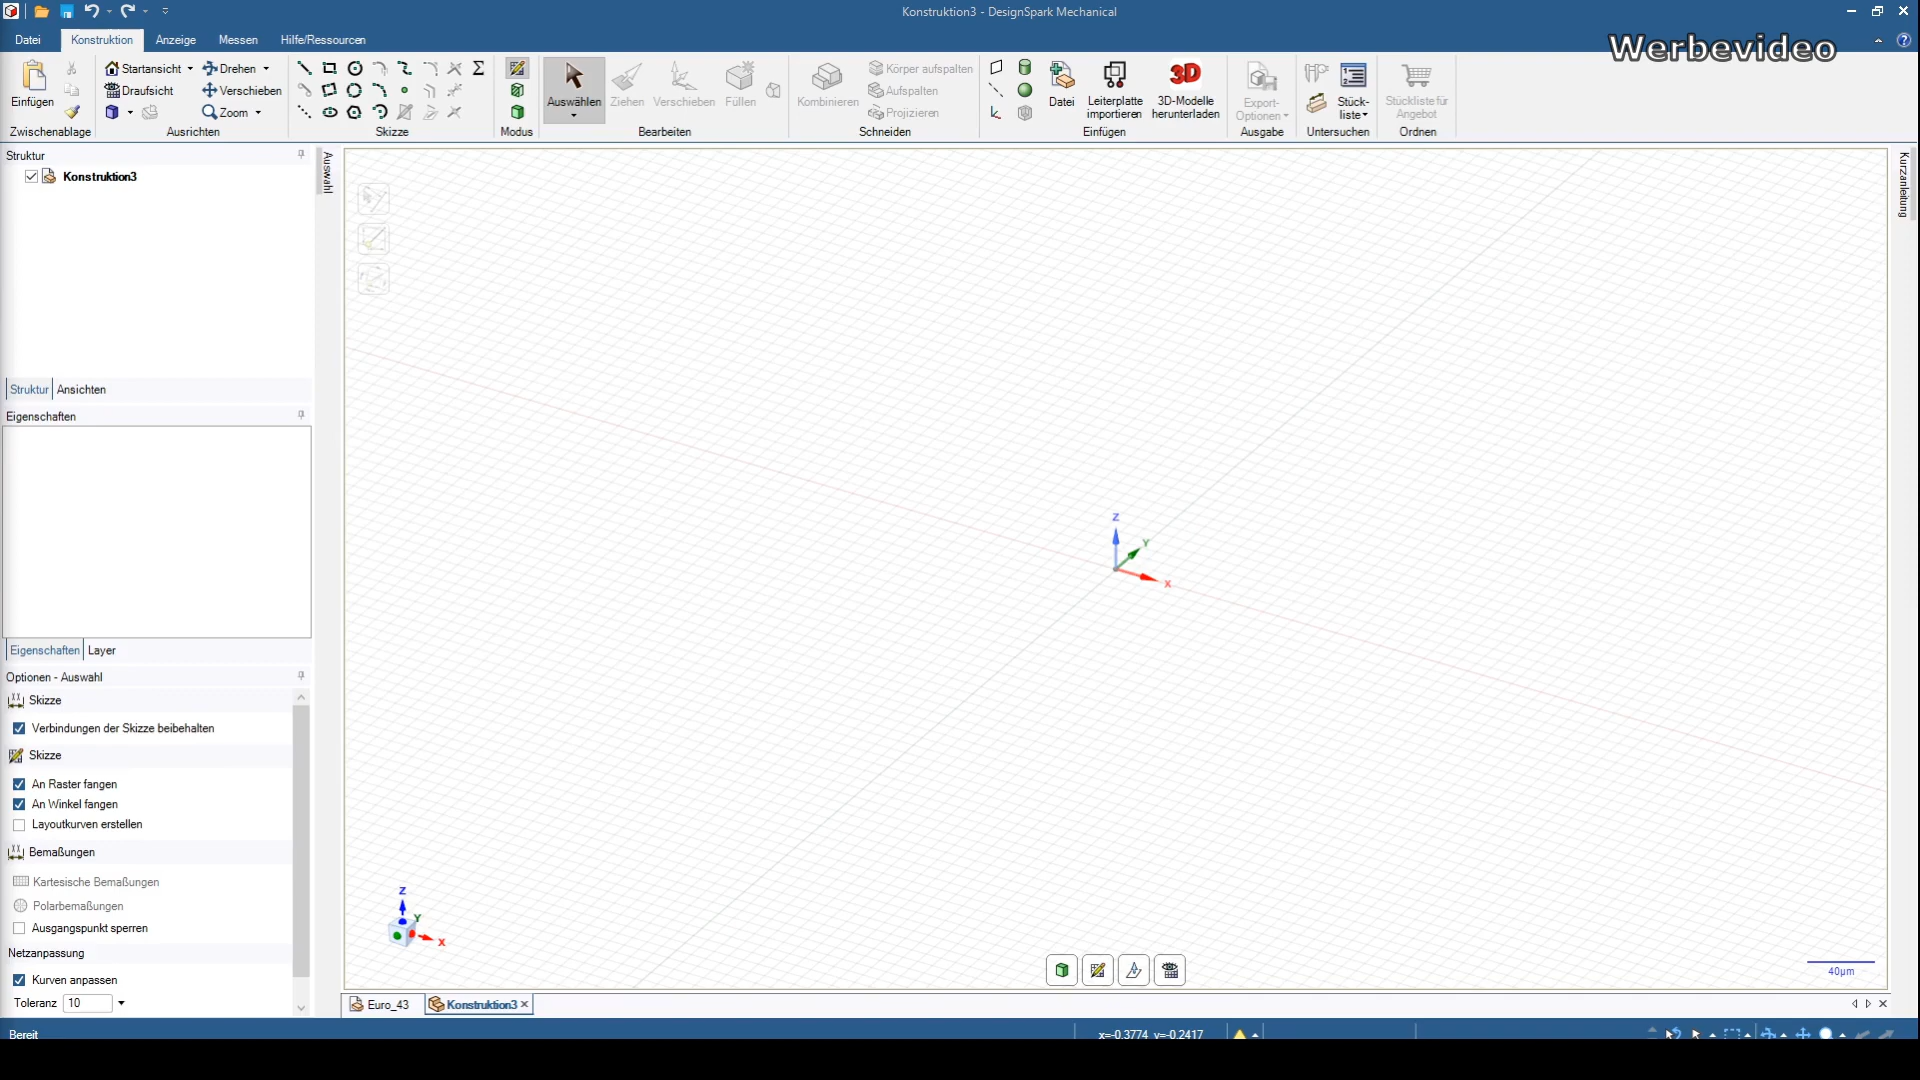 Konstruktion3 - DesignSpark Mechanical
Datei Konstruktion Anzeige Messen Hilfe/Ressourcen
Werbevideo
Einfügen
Zwischenablage
Startansicht Drehen
Draufsicht Verschieben
Zoom
Ausrichten
Skizze
Modus
Auswählen Ziehen Verschieben Füllen
Bearbeiten
Kombinieren
Körper aufspalten
Aufspalten
Projizieren
Schneiden
Datei
Leiterplatte
importieren
3D
3D-Modelle
herunterladen
Einfügen
Export-
Optionen
Ausgabe
Stück-
liste
Untersuchen
Stückliste für
Angebot
Ordnen
Struktur
Konstruktion3
Struktur Ansichten
Eigenschaften
Eigenschaften Layer
Optionen - Auswahl
Skizze
Verbindungen der Skizze beibehalten
Skizze
An Raster fangen
An Winkel fangen
Layoutkurven erstellen
Bemaßungen
Kartesische Bemaßungen
Polarbemaßungen
Ausgangspunkt sperren
Netzanpassung
Kurven anpassen
Toleranz 10
Auswahl
Kurzanleitung
Z
Y
X
Z
Y
X
40µm
Euro_43 Konstruktion3
Bereit
x=-0.3774 y=-0.2417